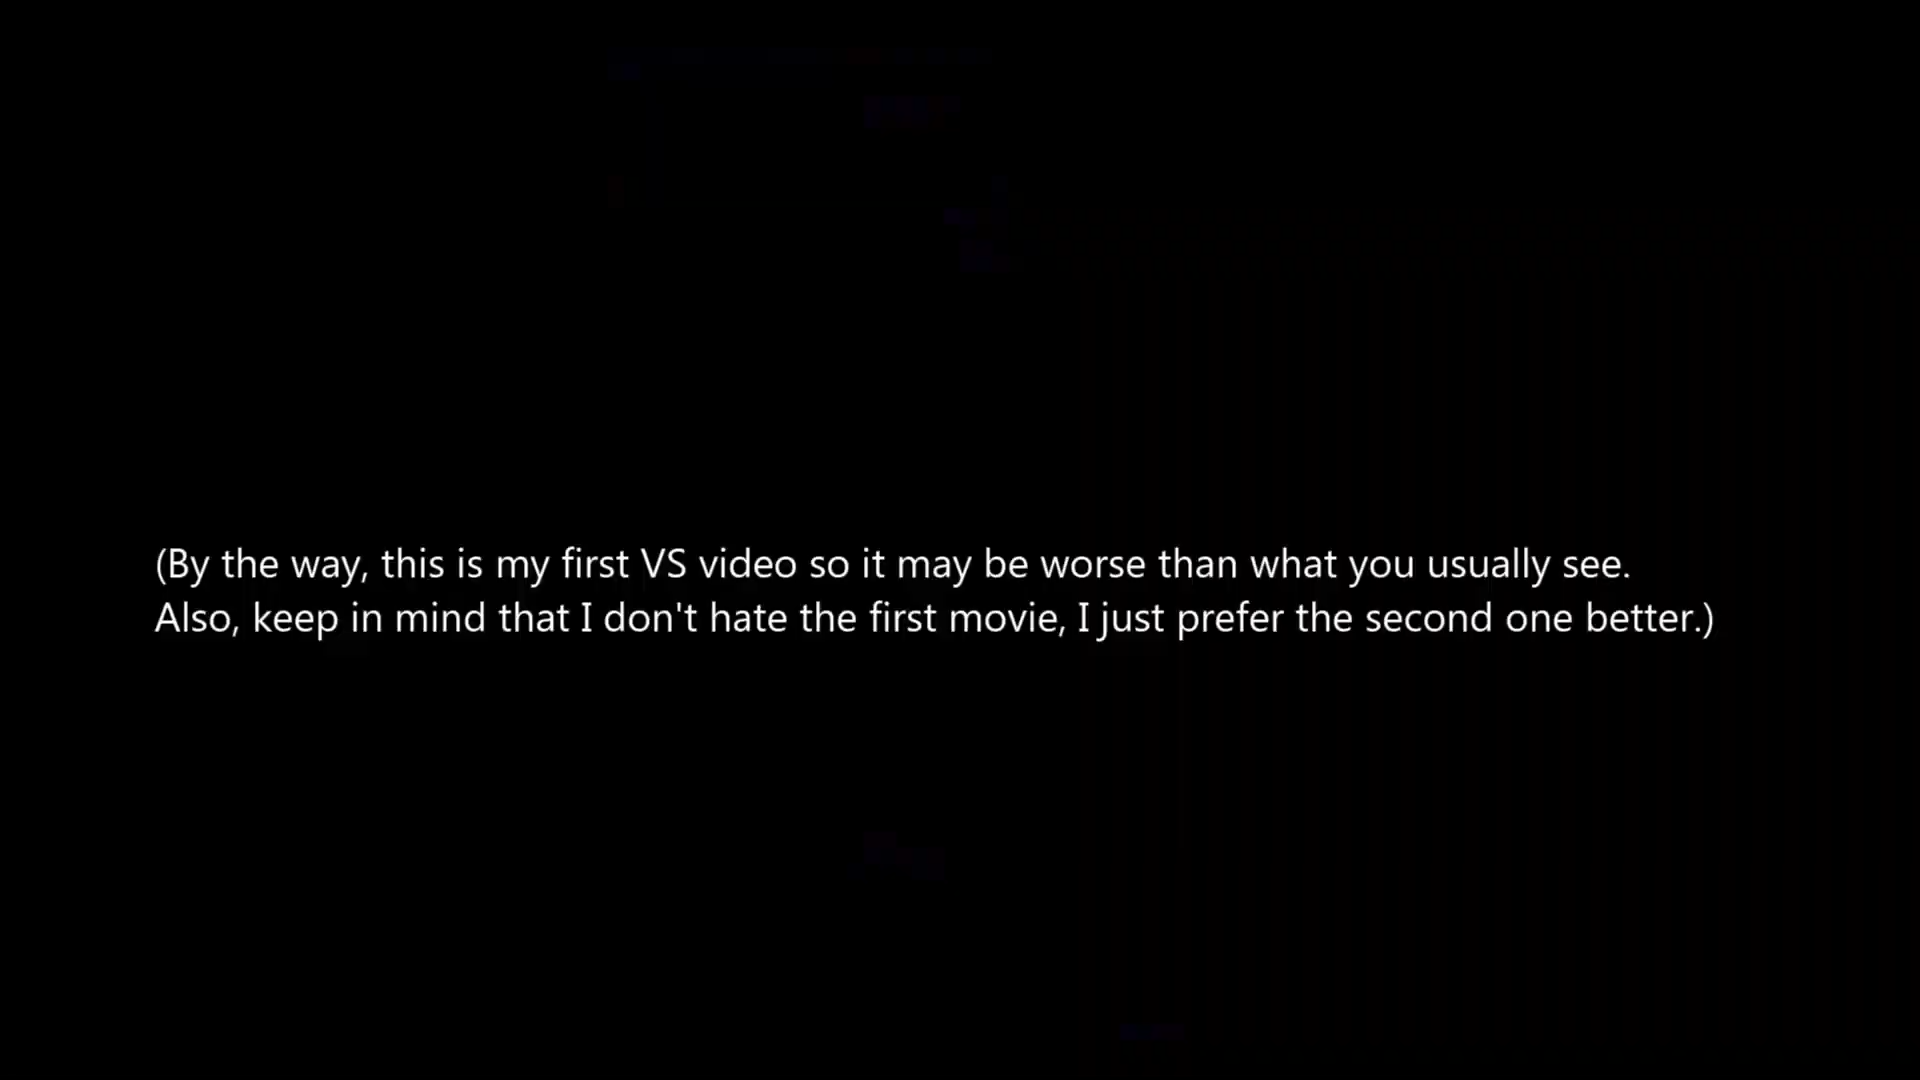 (By the way, this is my first VS video so it may be worse than what you usually see.
Also, keep in mind that I don't hate the first movie, I just prefer the second one better.)